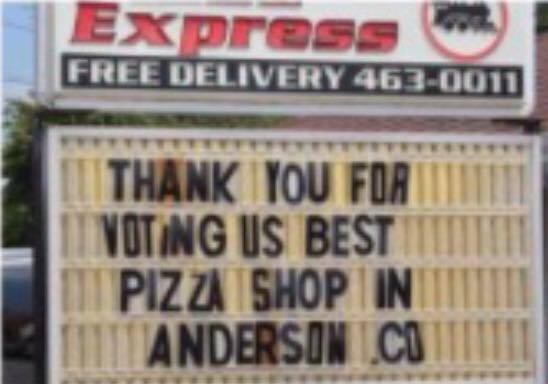 Express
FREE DELIVERY 463-0011
THANK YOU FOR
VOTING US BEST
PIZZA SHOP IN
ANDERSON .CO